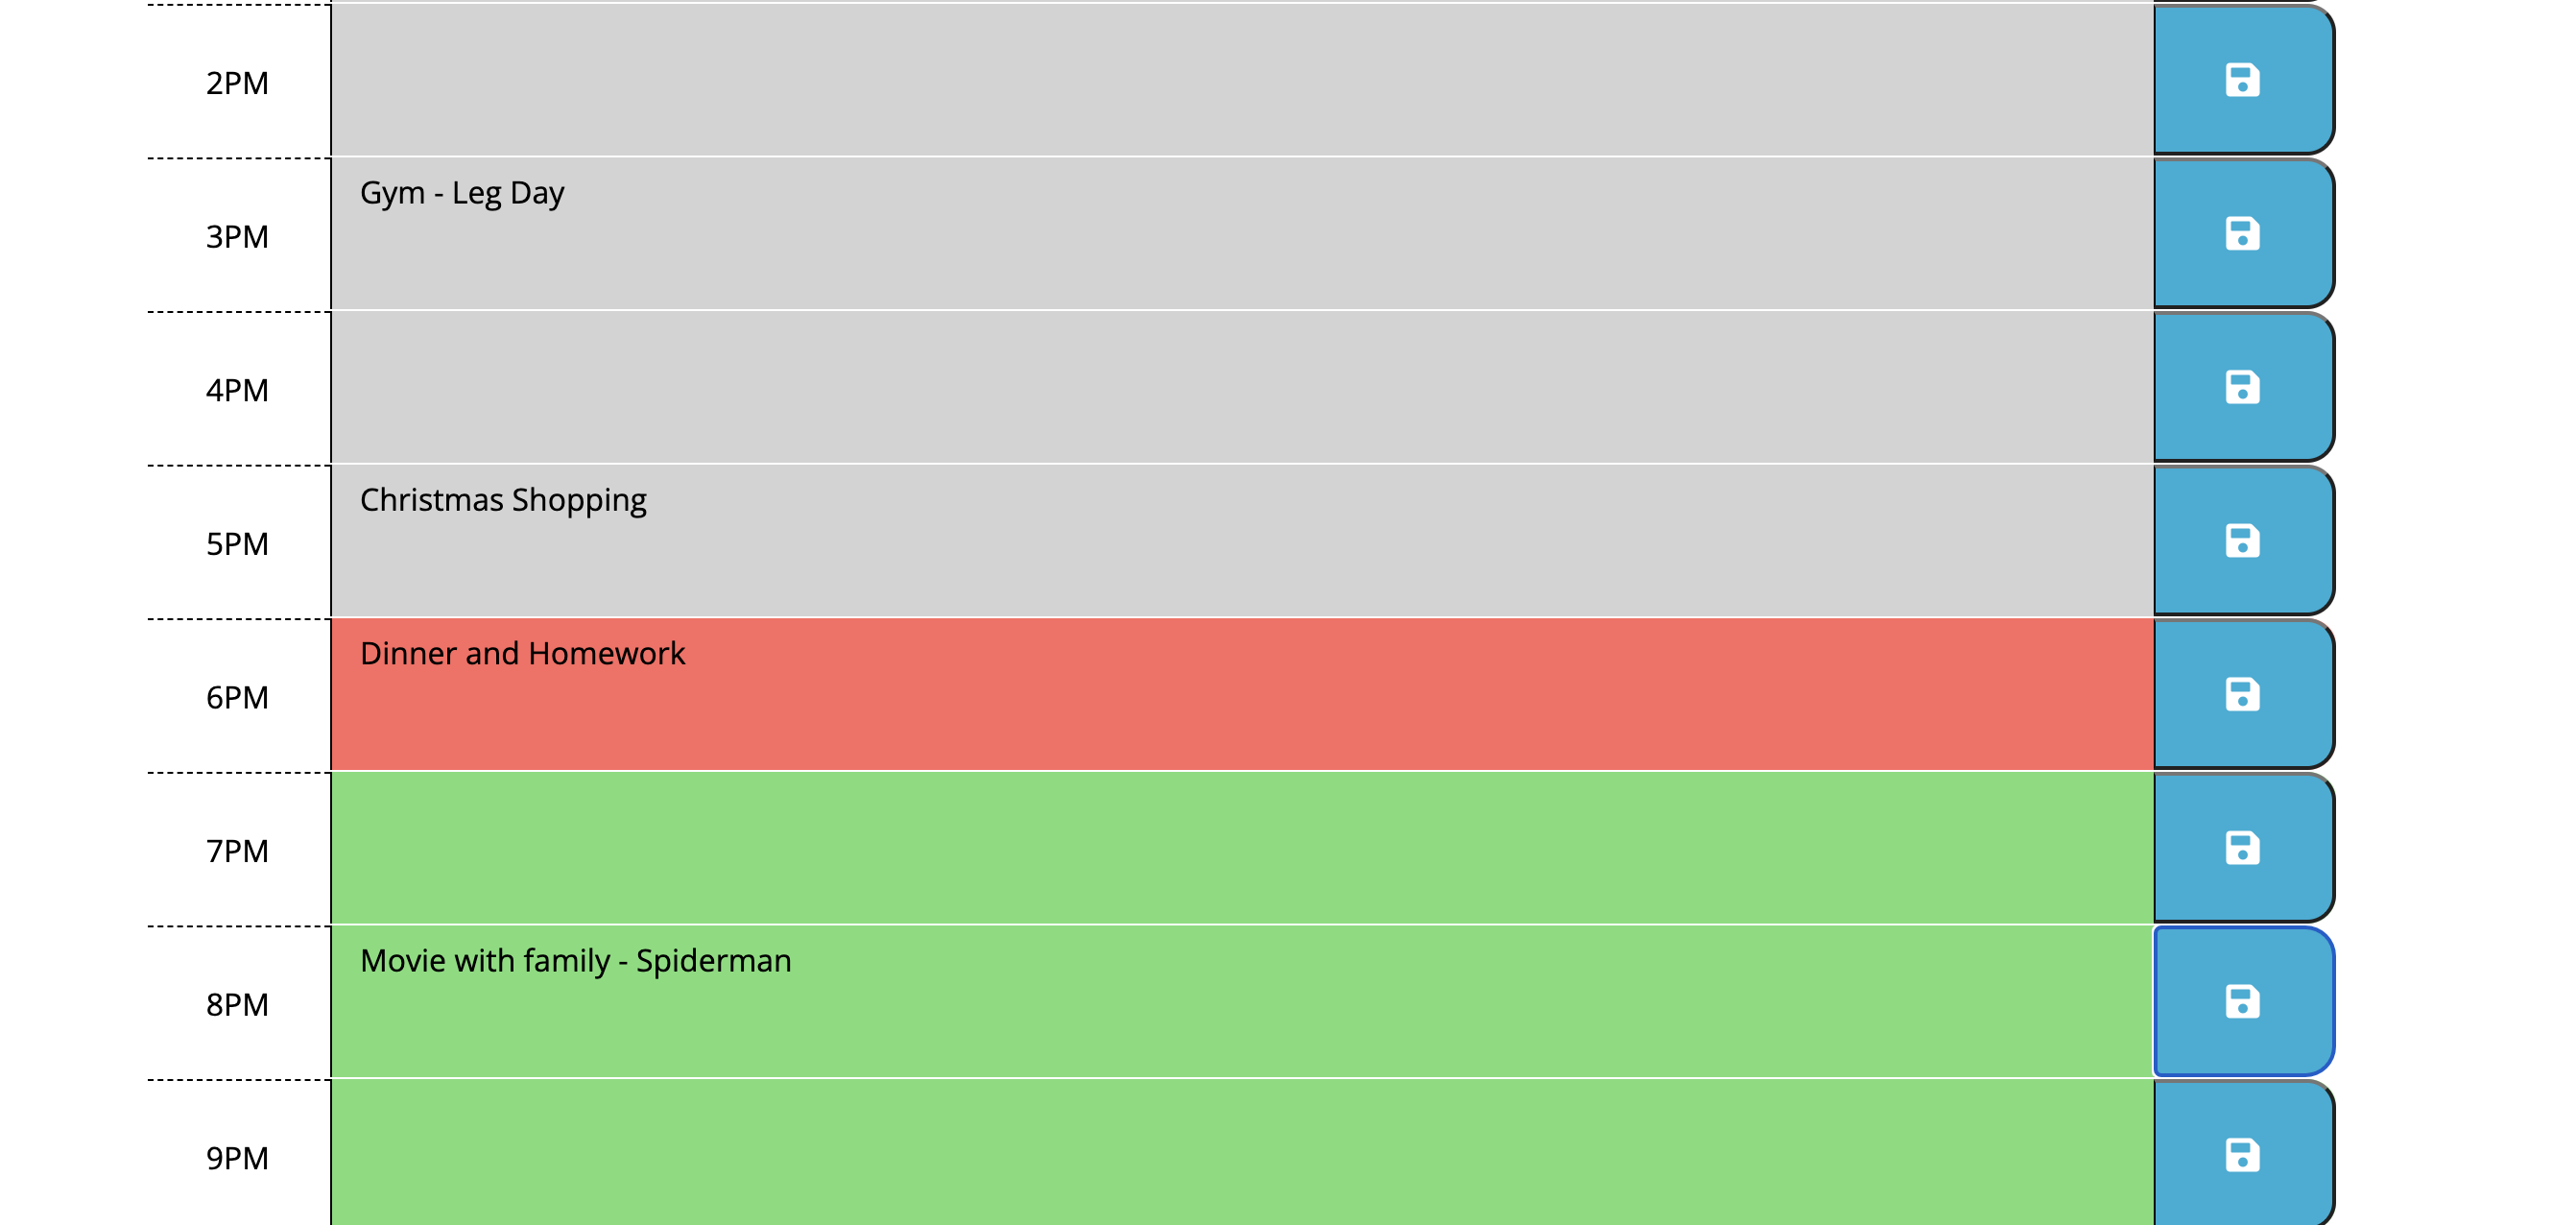 2PM
3PM
Gym - Leg Day
4PM
5PM
Christmas Shopping
6PM
Dinner and Homework
7PM
8PM
Movie with family - Spiderman
9PM